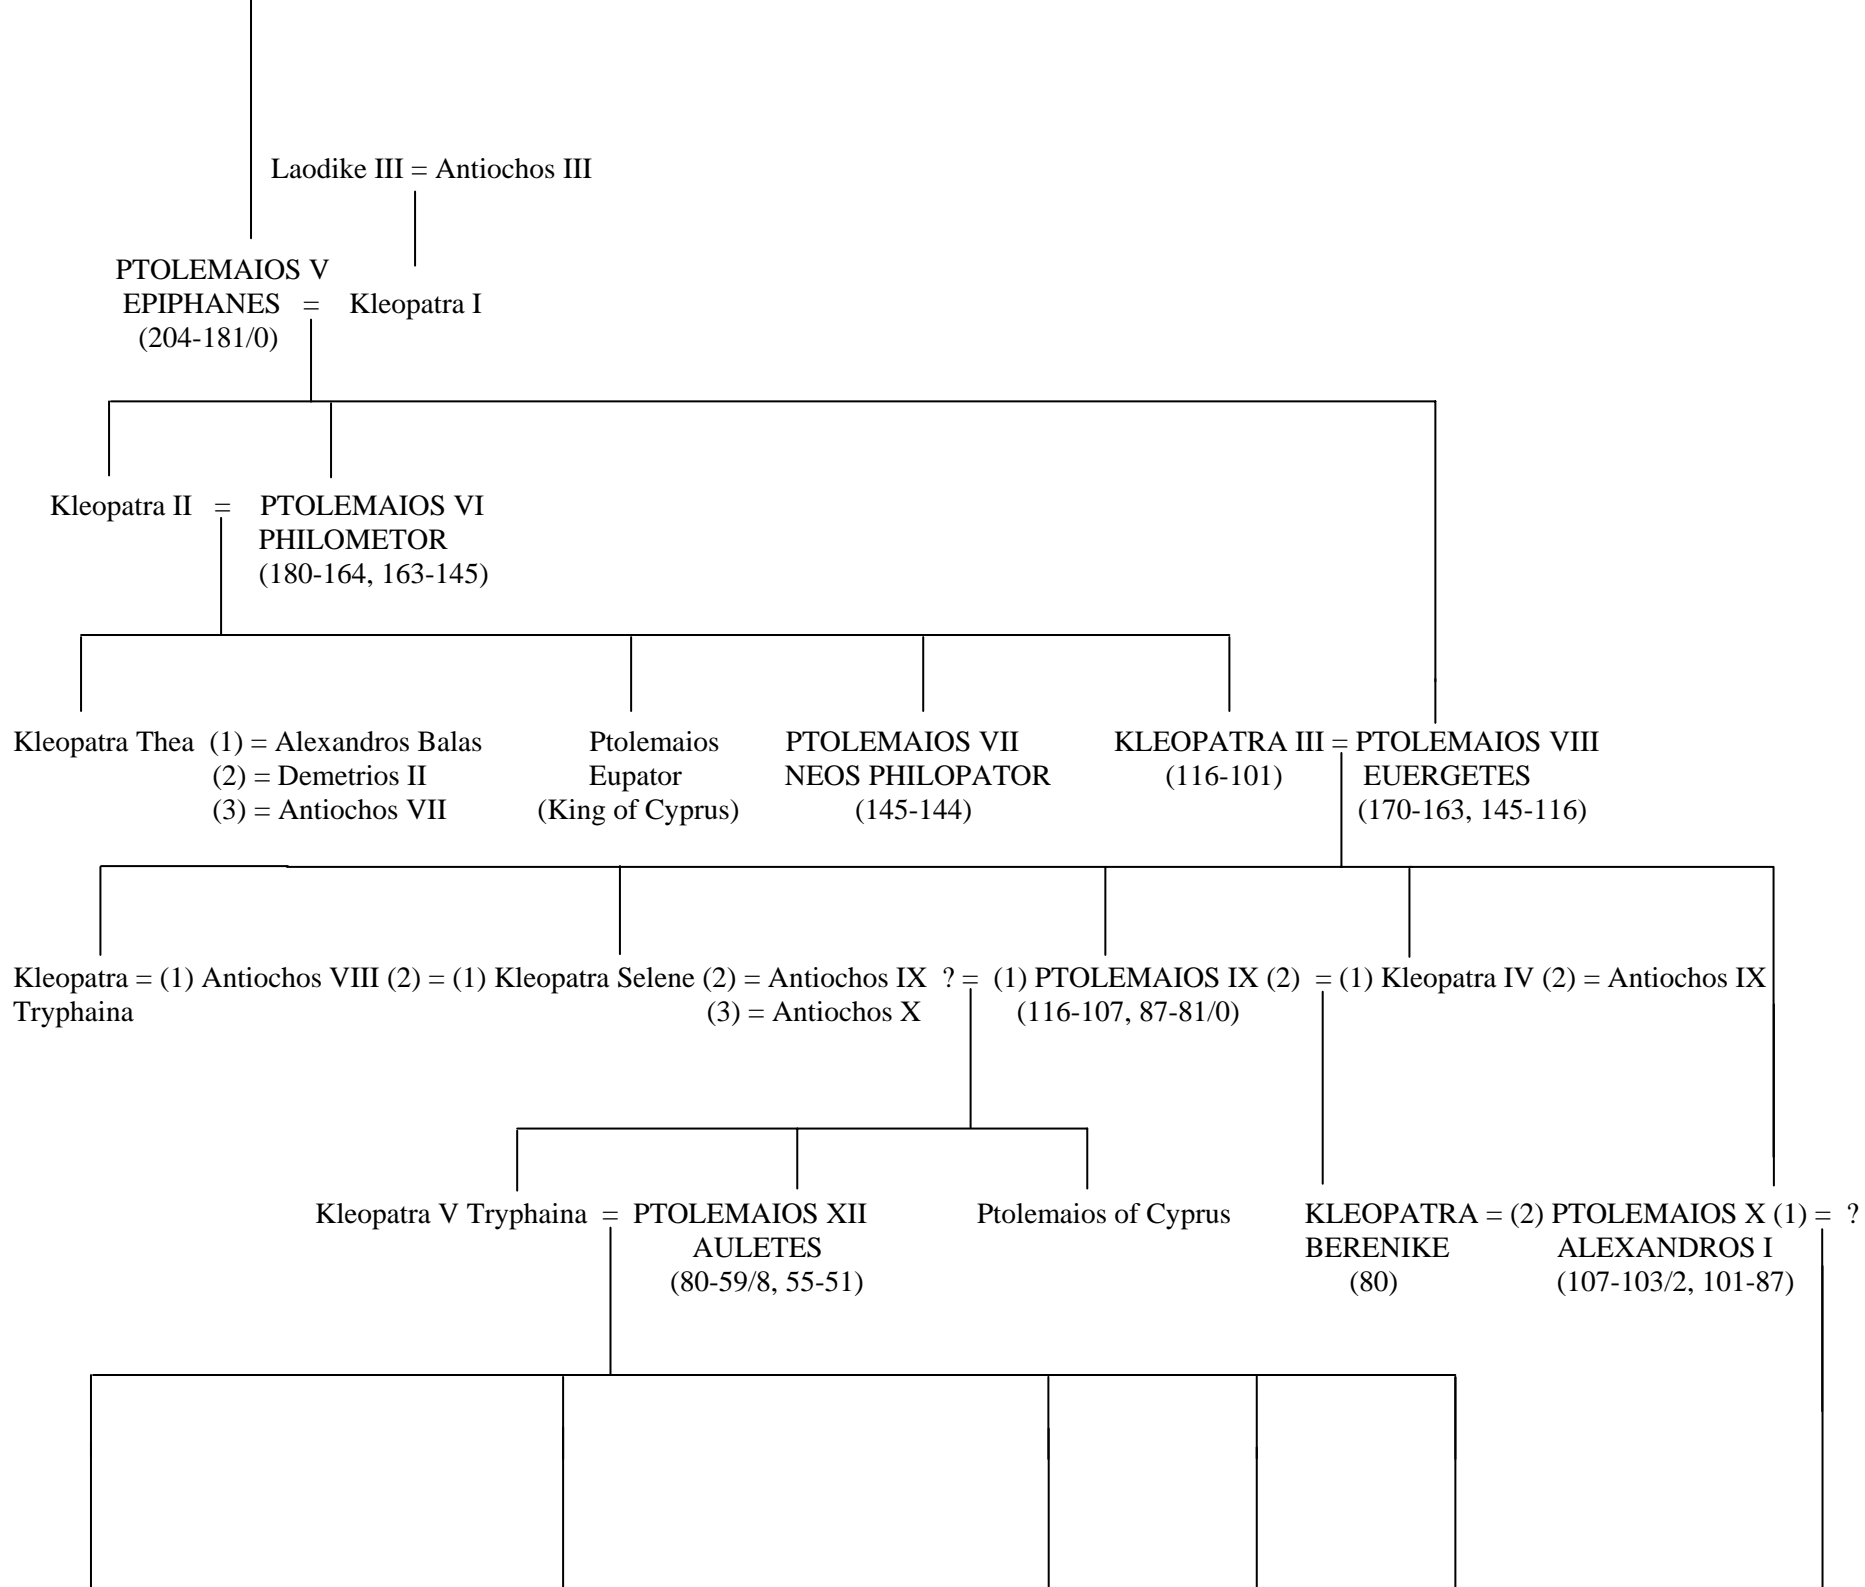 Laodike III = Antiochos III
PTOLEMAIOS V
EPIPHANES = Kleopatra I
(204-181/0)
Kleopatra II = PTOLEMAIOS VI
PHILOMETOR
(180-164, 163-145)
Kleopatra Thea (1) = Alexandros Balas Ptolemaios PTOLEMAIOS VII KLEOPATRA III = PTOLEMAIOS VIII
(2) = Demetrios II Eupator NEOS PHILOPATOR (116-101) EUERGETES
(3) = Antiochos VII (King of Cyprus) (145-144) (170-163, 145-116)
Kleopatra = (1) Antiochos VIII (2) = (1) Kleopatra Selene (2) = Antiochos IX ? = (1) PTOLEMAIOS IX (2) = (1) Kleopatra IV (2) = Antiochos IX
Tryphaina (3) = Antiochos X (116-107, 87-81/0)
Kleopatra V Tryphaina = PTOLEMAIOS XII Ptolemaios of Cyprus KLEOPATRA = (2) PTOLEMAIOS X (1) = ?
AULETES BERENIKE ALEXANDROS I
(80-59/8, 55-51) (80) (107-103/2, 101-87)